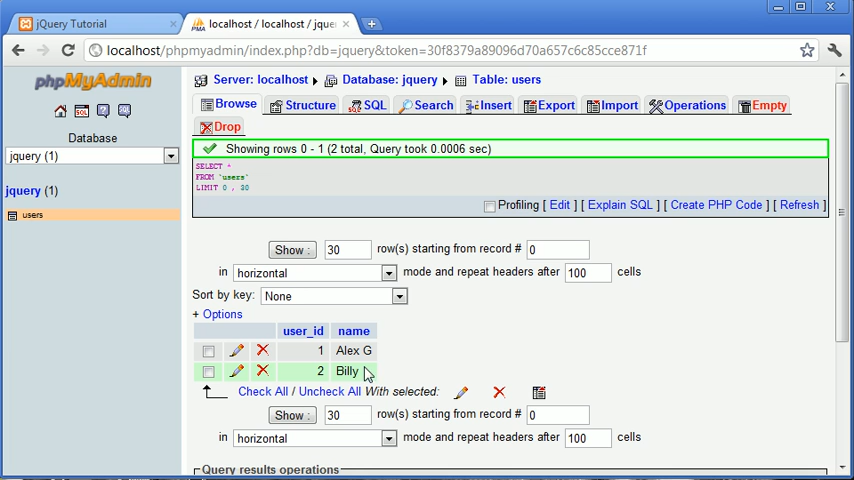 jQuery Tutorial
localhost / localhost / jque
localhost/phpmyadmin/index.php?db=jquery&token=30f8379a89096d70a657c6c85cce871f
phpMyAdmin
Database
jquery (1)
jquery (1)
users
Server: localhost Database: jquery Table: users
Browse Structure SQL Search Insert Export Import Operations Empty
Drop
Showing rows 0 - 1 (2 total, Query took 0.0006 sec)
SELECT *
FROM `users`
LIMIT 0 , 30
Profiling [ Edit ] [ Explain SQL ] [ Create PHP Code ] [ Refresh ]
Show : 30 row(s) starting from record # 0
in horizontal mode and repeat headers after 100 cells
Sort by key: None
+ Options
user_id name
1 Alex G
2 Billy
Check All / Uncheck All With selected:
Show : 30 row(s) starting from record # 0
in horizontal mode and repeat headers after 100 cells
Query results operations